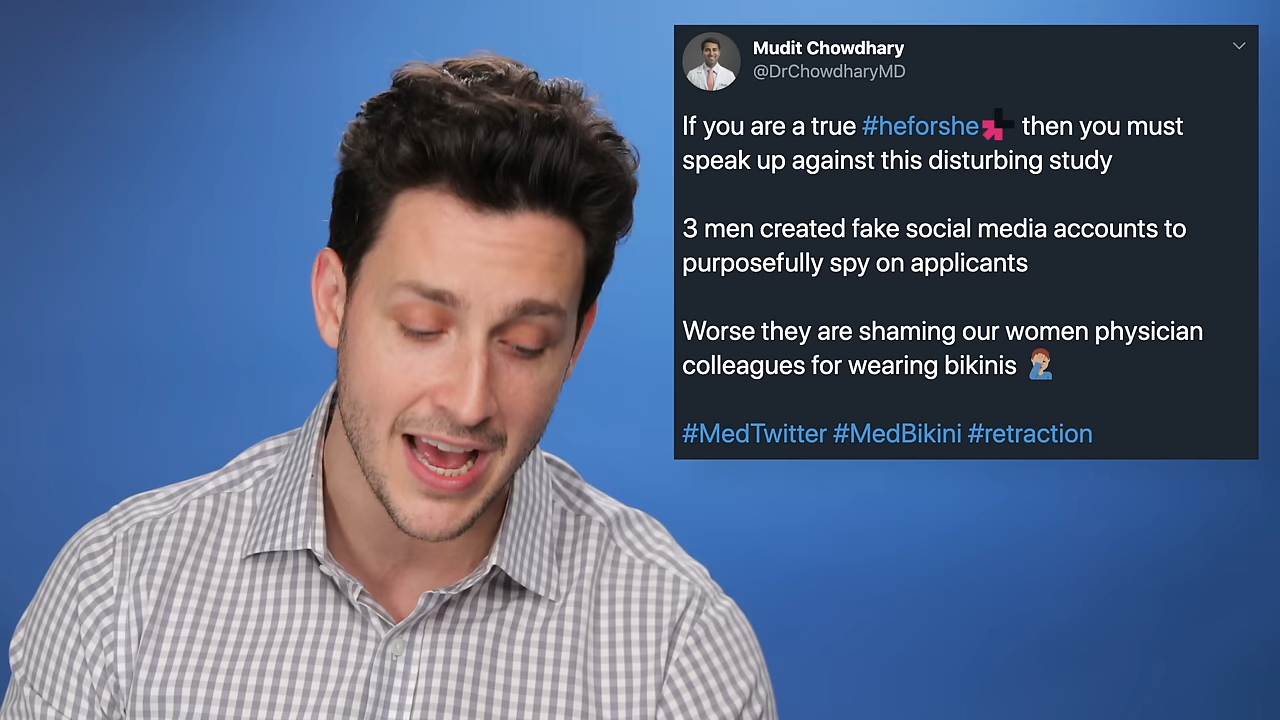 Mudit Chowdhary
@DrChowdharyMD
If you are a true #heforshe then you must
speak up against this disturbing study
3 men created fake social media accounts to
purposefully spy on applicants
Worse they are shaming our women physician
colleagues for wearing bikinis 🤦🏽‍♂️
#MedTwitter #MedBikini #retraction